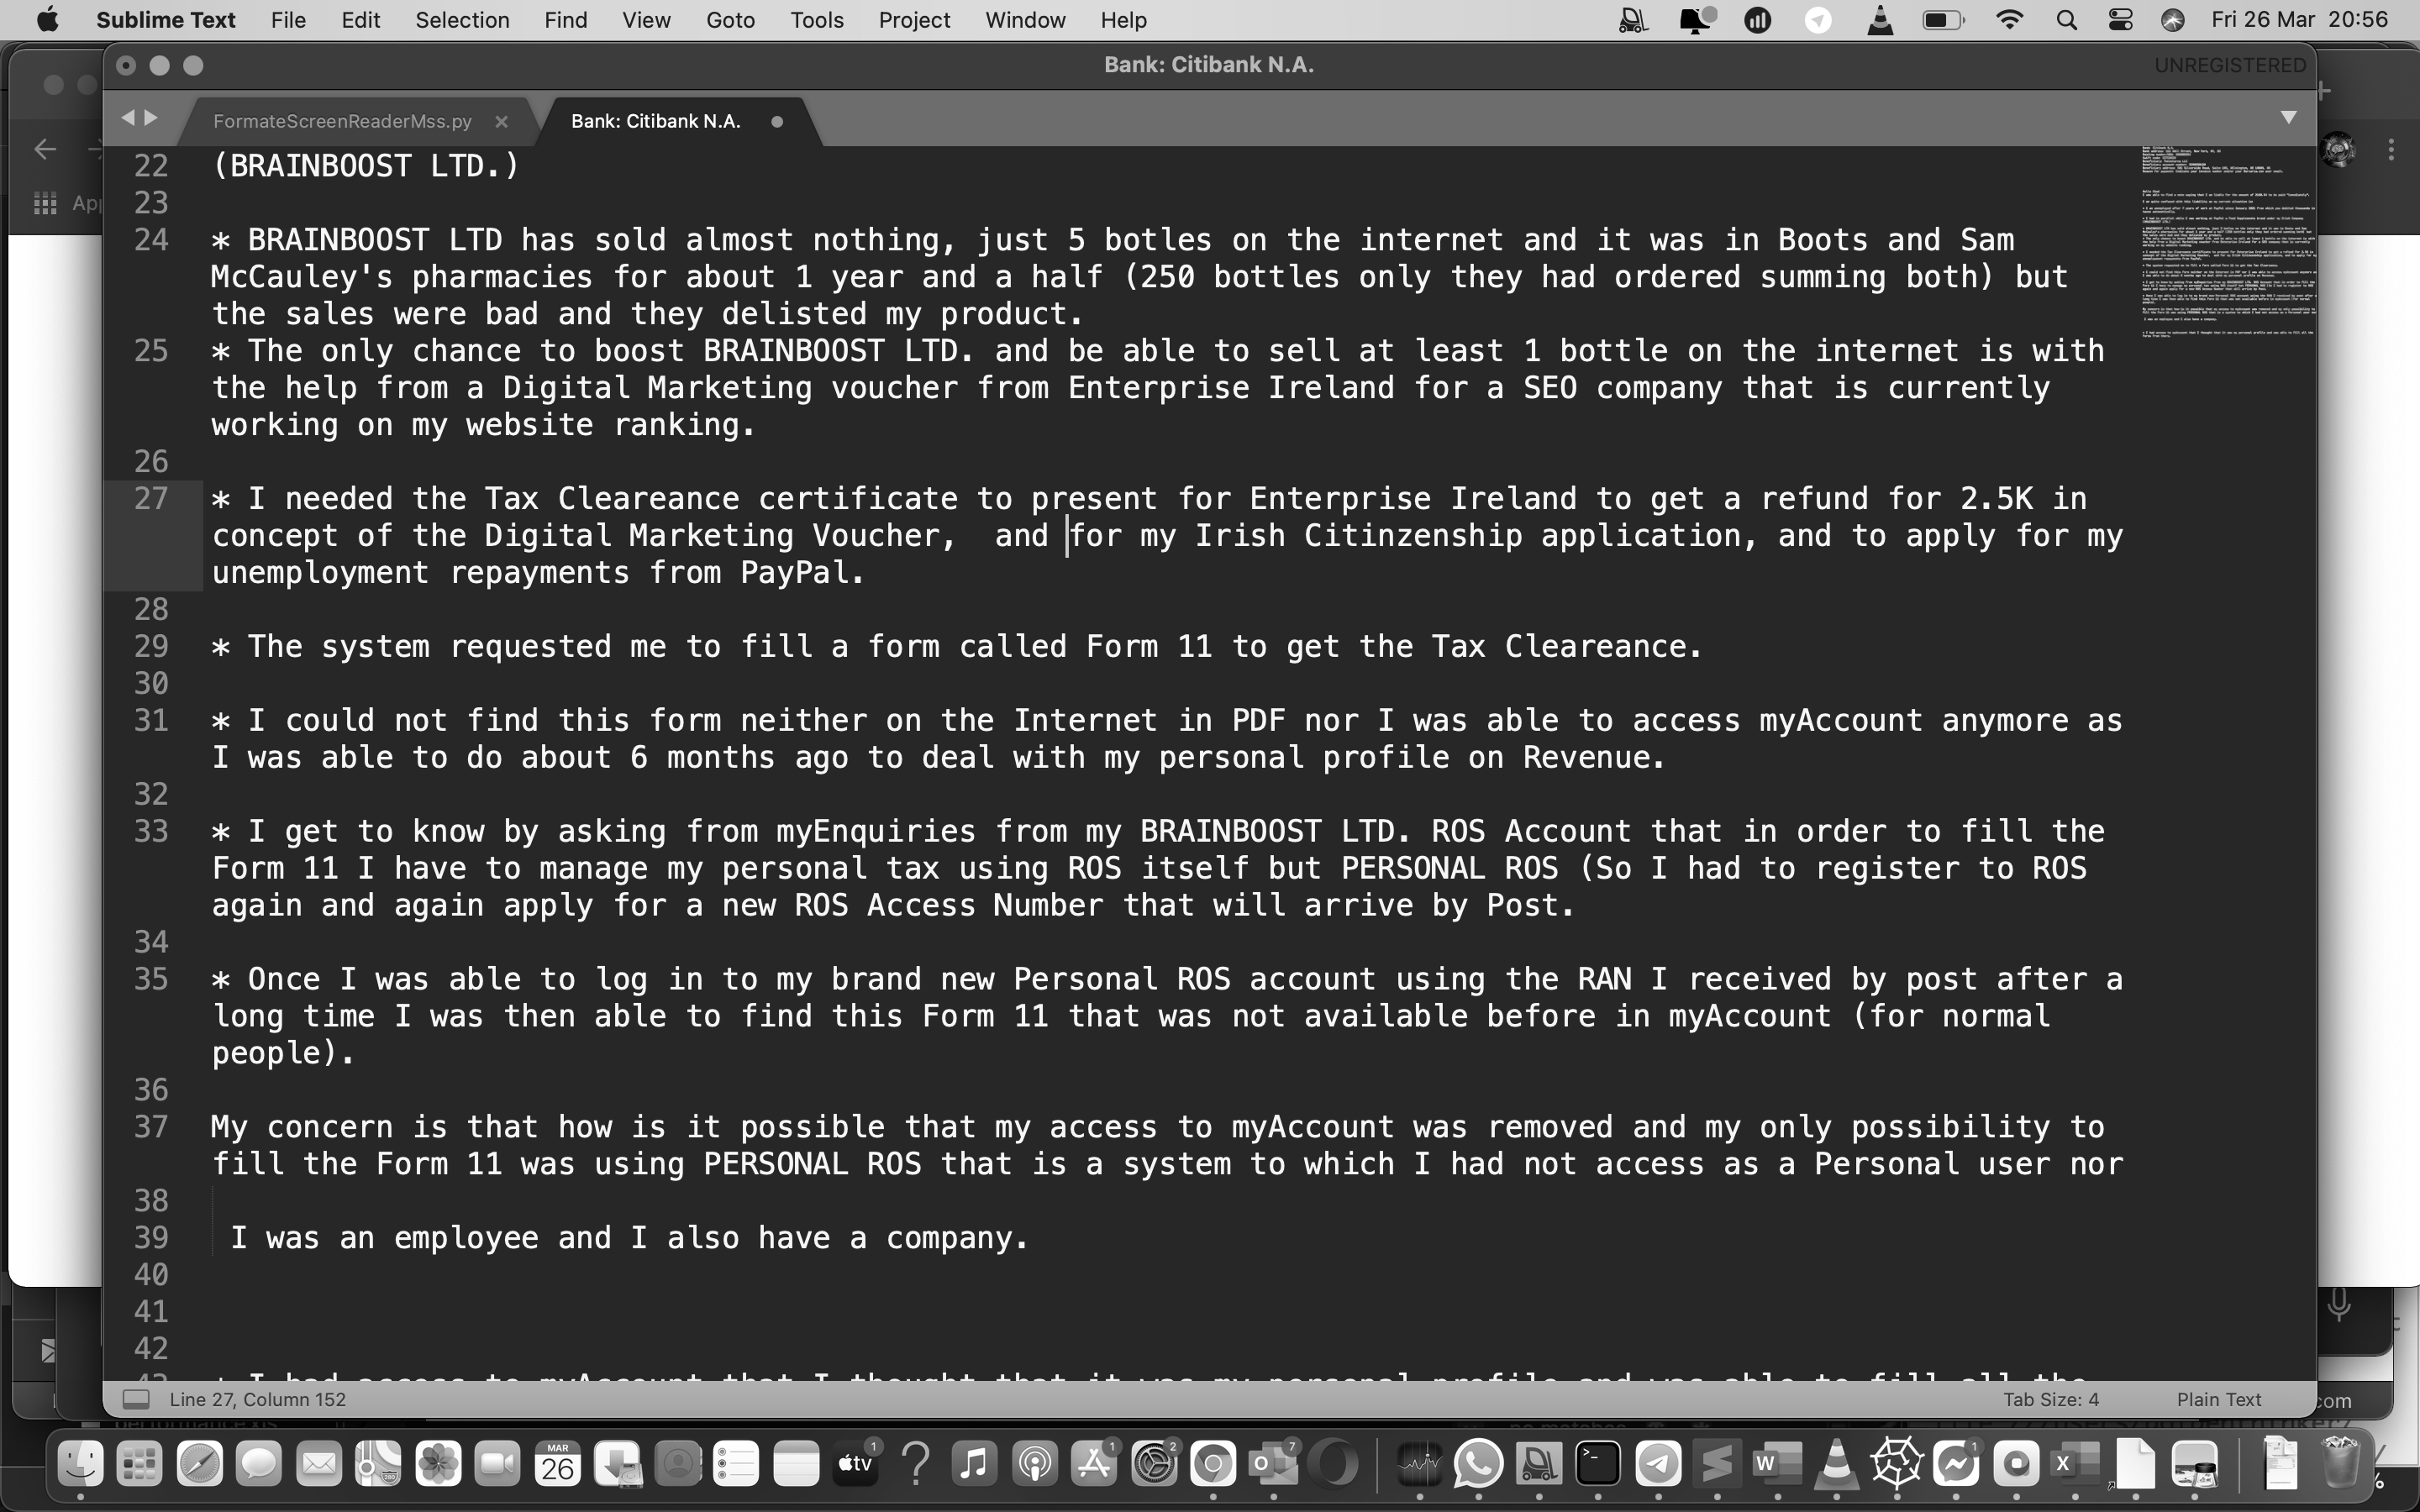 Sublime Text File Edit Selection Find View Goto Tools Project Window Help Fri 26 Mar 20:56
Bank: Citibank N.A. UNREGISTERED
FormateScreenReaderMss.py Bank: Citibank N.A.
22 (BRAINBOOST LTD.)
23
24 * BRAINBOOST LTD has sold almost nothing, just 5 botles on the internet and it was in Boots and Sam
McCauley's pharmacies for about 1 year and a half (250 bottles only they had ordered summing both) but
the sales were bad and they delisted my product.
25 * The only chance to boost BRAINBOOST LTD. and be able to sell at least 1 bottle on the internet is with
the help from a Digital Marketing voucher from Enterprise Ireland for a SEO company that is currently
working on my website ranking.
26
27 * I needed the Tax Cleareance certificate to present for Enterprise Ireland to get a refund for 2.5K in
concept of the Digital Marketing Voucher,  and for my Irish Citinzenship application, and to apply for my
unemployment repayments from PayPal.
28
29 * The system requested me to fill a form called Form 11 to get the Tax Cleareance.
30
31 * I could not find this form neither on the Internet in PDF nor I was able to access myAccount anymore as
I was able to do about 6 months ago to deal with my personal profile on Revenue.
32
33 * I get to know by asking from myEnquiries from my BRAINBOOST LTD. ROS Account that in order to fill the
Form 11 I have to manage my personal tax using ROS itself but PERSONAL ROS (So I had to register to ROS
again and again apply for a new ROS Access Number that will arrive by Post.
34
35 * Once I was able to log in to my brand new Personal ROS account using the RAN I received by post after a
long time I was then able to find this Form 11 that was not available before in myAccount (for normal
people).
36
37 My concern is that how is it possible that my access to myAccount was removed and my only possibility to
fill the Form 11 was using PERSONAL ROS that is a system to which I had not access as a Personal user nor
38
39 I was an employee and I also have a company.
40
41
42
Line 27, Column 152 Tab Size: 4 Plain Text
MAR
26
tv